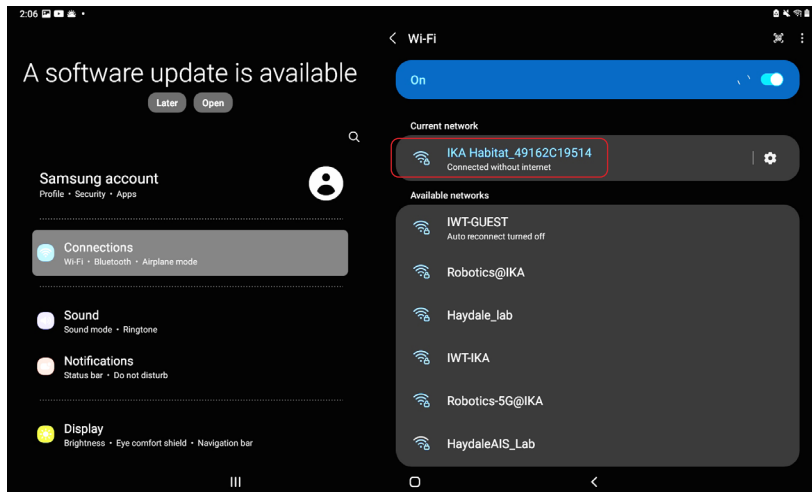 2:06
A software update is available
Later Open
Samsung account
Profile • Security • Apps
Connections
Wi-Fi • Bluetooth • Airplane mode
Sound
Sound mode • Ringtone
Notifications
Status bar • Do not disturb
Display
Brightness • Eye comfort shield • Navigation bar
Wi-Fi
On
Current network
IKA Habitat_49162C19514
Connected without internet
Available networks
IWT-GUEST
Auto reconnect turned off
Robotics@IKA
Haydale_lab
IWT-IKA
Robotics-5G@IKA
HaydaleAIS_Lab